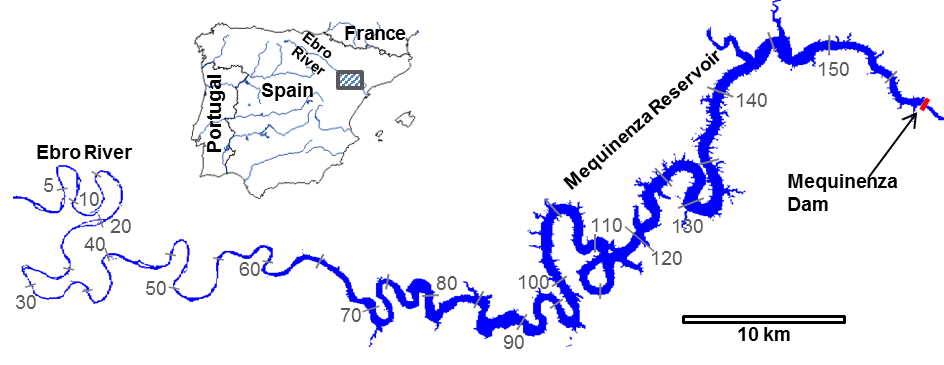 France
Ebro
River
Portugal
Spain
Mequinenza Reservoir
150
140
Ebro River
5
10
20
Mequinenza
Dam
130
110
120
40
30
50
60
100
80
70
90
10 km